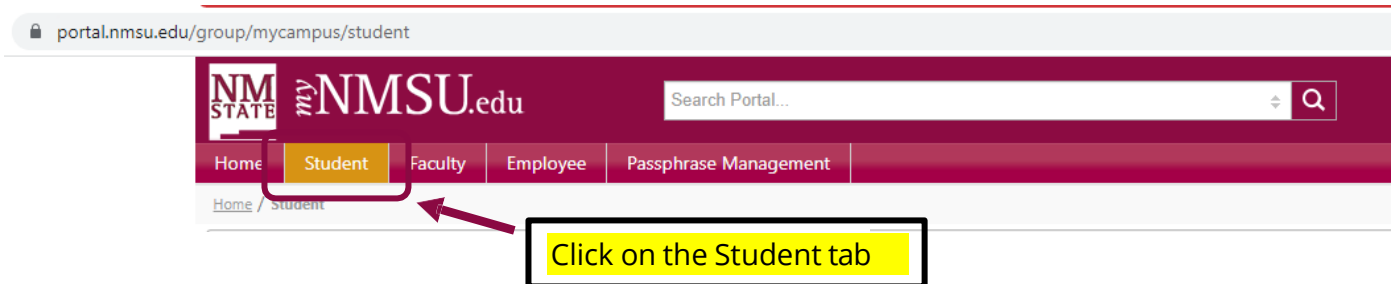 portal.nmsu.edu/group/mycampus/student
NM
STATE
myNMSU.edu
Search Portal...
Home Student Faculty Employee Passphrase Management
Home / Student
Click on the Student tab